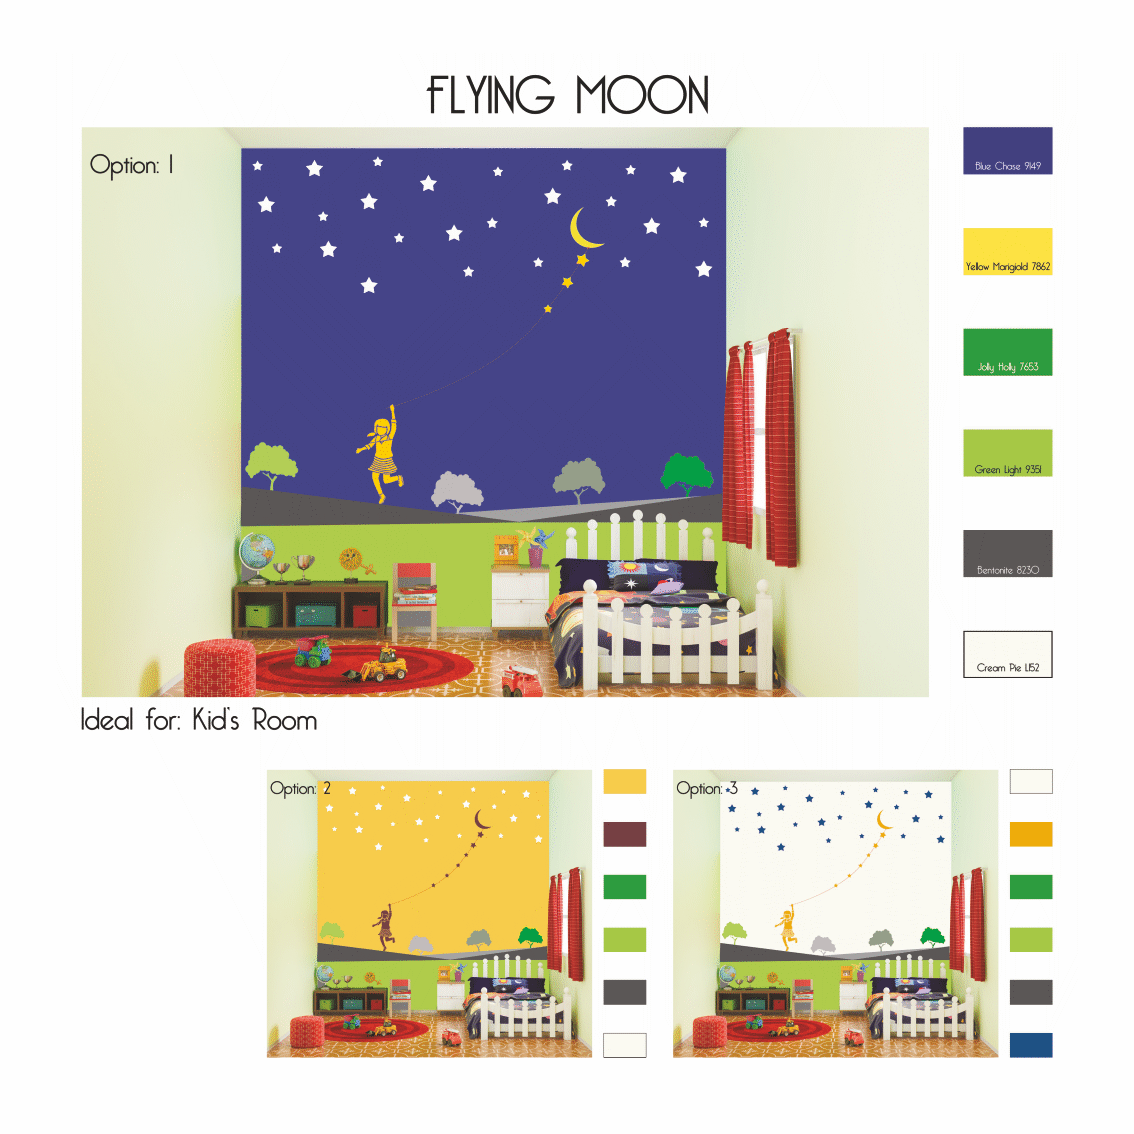 FLYING MOON
Option: 1
Blue Chase 9149
Yellow Marigold 7862
Jolly Holly 7653
Green Light 9351
Bentonite 8230
Cream Pie L152
Ideal for: Kid's Room
Option: 2
Option: 3